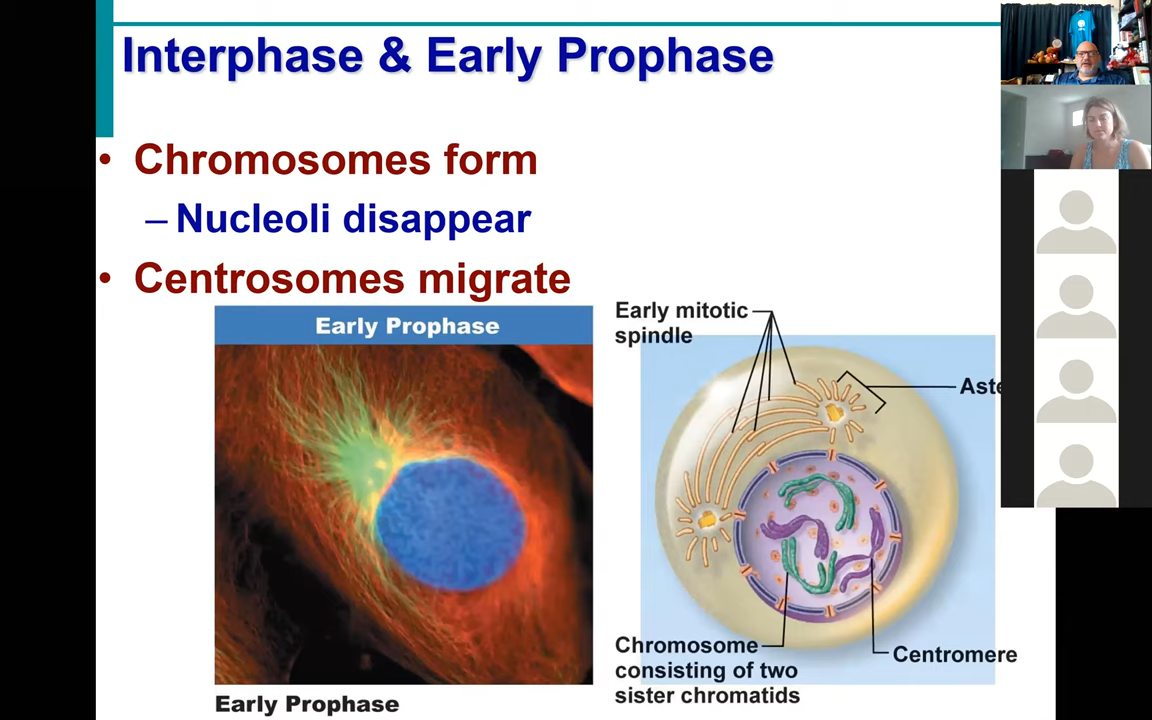 Interphase & Early Prophase
• Chromosomes form
– Nucleoli disappear
• Centrosomes migrate
Early Prophase
Early mitotic
spindle
Aste
Chromosome
consisting of two
sister chromatids
Centromere
Early Prophase